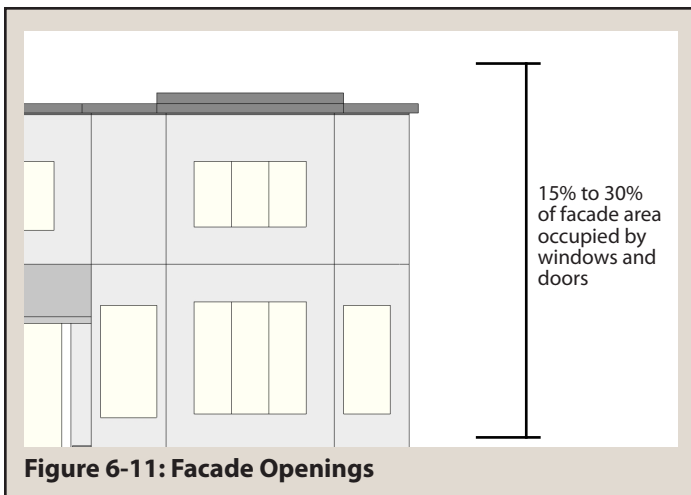 15% to 30%
of facade area
occupied by
windows and
doors
Figure 6-11: Facade Openings